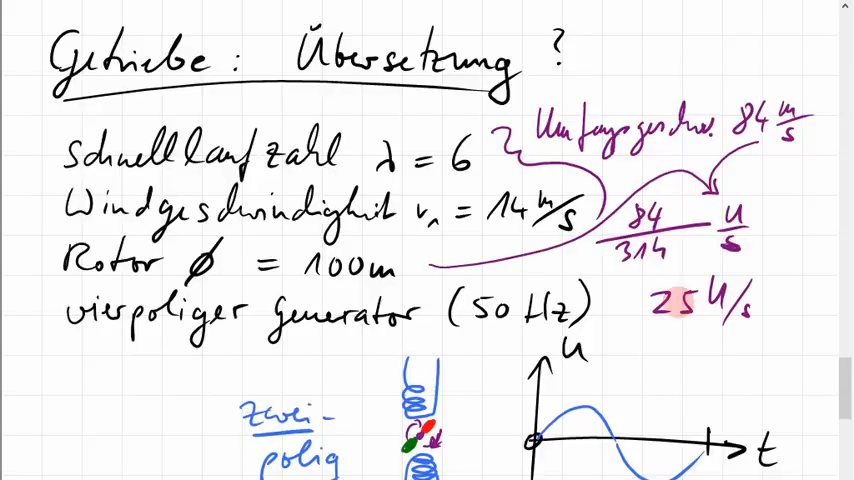 Getriebe: Übersetzung?
Schnelllaufzahl λ = 6
Umfangsgeschw. 84 m/s
Windgeschwindigkeit v₁ = 14 m/s
84/314 U/s
Rotor ϕ = 100m
vierpoliger Generator (50 Hz)
25 U/s
u
zwei-
polig
t